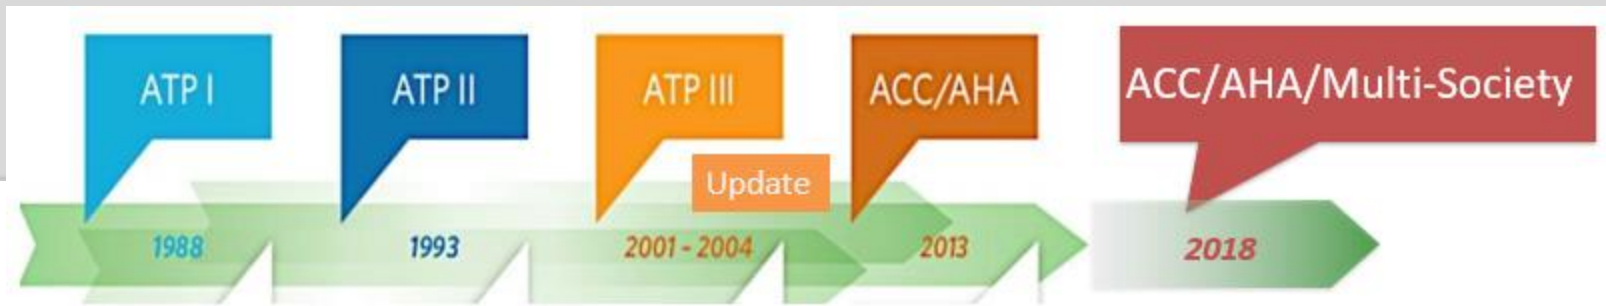 ATP I
ATP II
ATP III
ACC/AHA
ACC/AHA/Multi-Society
Update
1988
1993
2001 - 2004
2013
2018